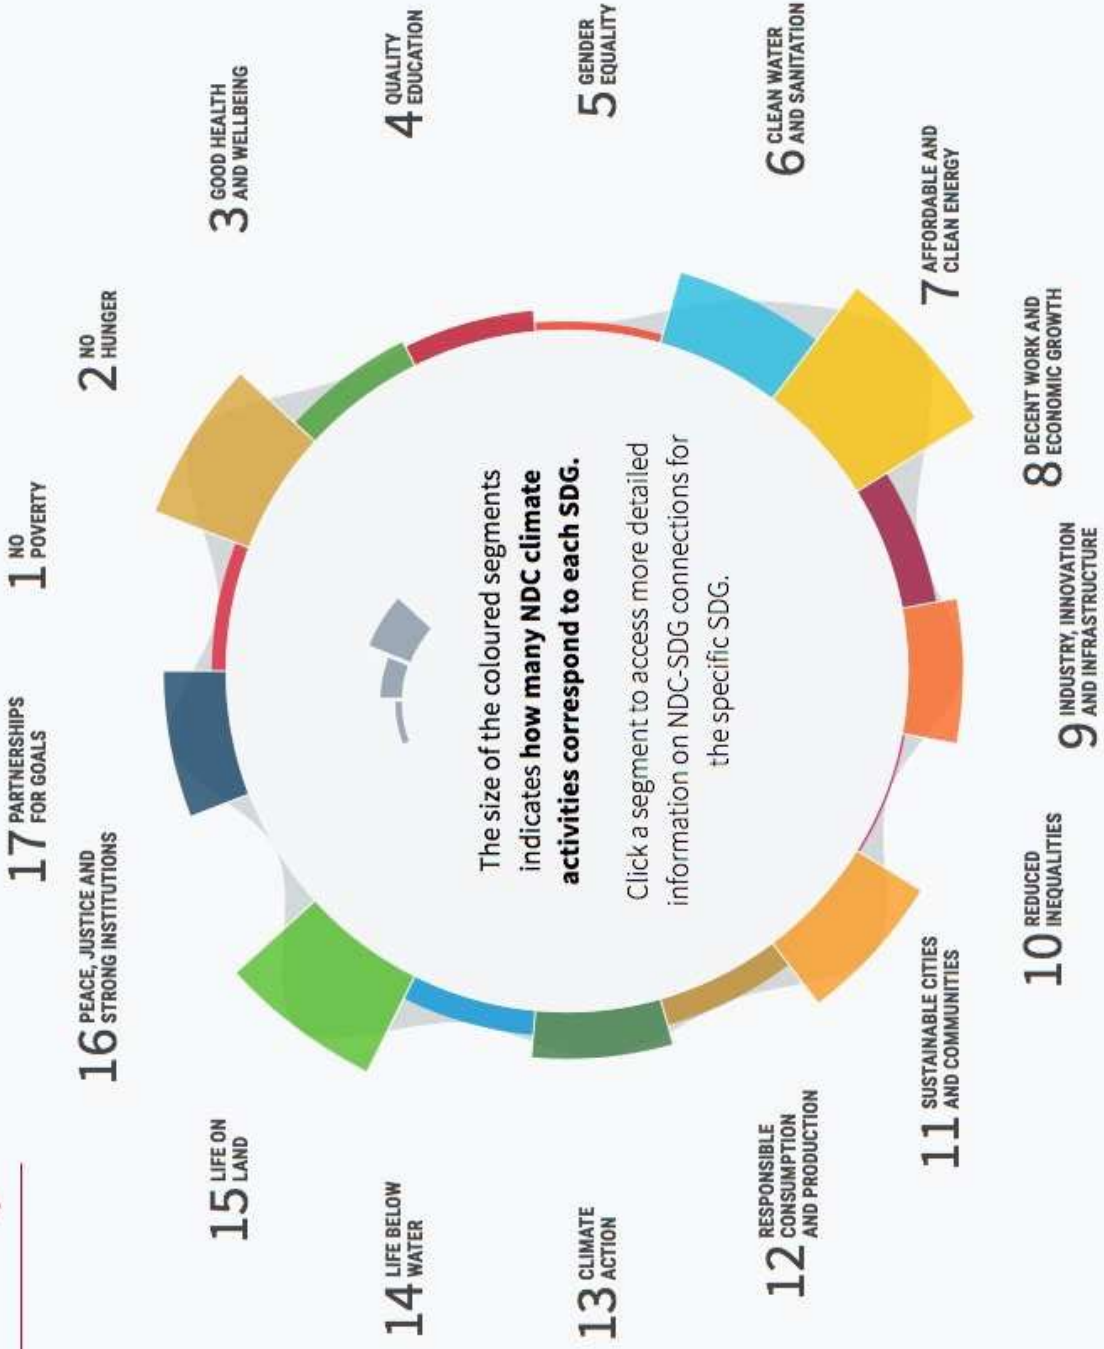 1 NO
POVERTY
2 NO
HUNGER
3 GOOD HEALTH
AND WELLBEING
4 QUALITY
EDUCATION
5 GENDER
EQUALITY
6 CLEAN WATER
AND SANITATION
7 AFFORDABLE AND
CLEAN ENERGY
8 DECENT WORK AND
ECONOMIC GROWTH
9 INDUSTRY, INNOVATION
AND INFRASTRUCTURE
10 REDUCED
INEQUALITIES
11 SUSTAINABLE CITIES
AND COMMUNITIES
12 RESPONSIBLE
CONSUMPTION
AND PRODUCTION
13 CLIMATE
ACTION
14 LIFE BELOW
WATER
15 LIFE ON
LAND
16 PEACE, JUSTICE AND
STRONG INSTITUTIONS
17 PARTNERSHIPS
FOR GOALS
The size of the coloured segments
indicates how many NDC climate
activities correspond to each SDG.
Click a segment to access more detailed
information on NDC-SDG connections for
the specific SDG.